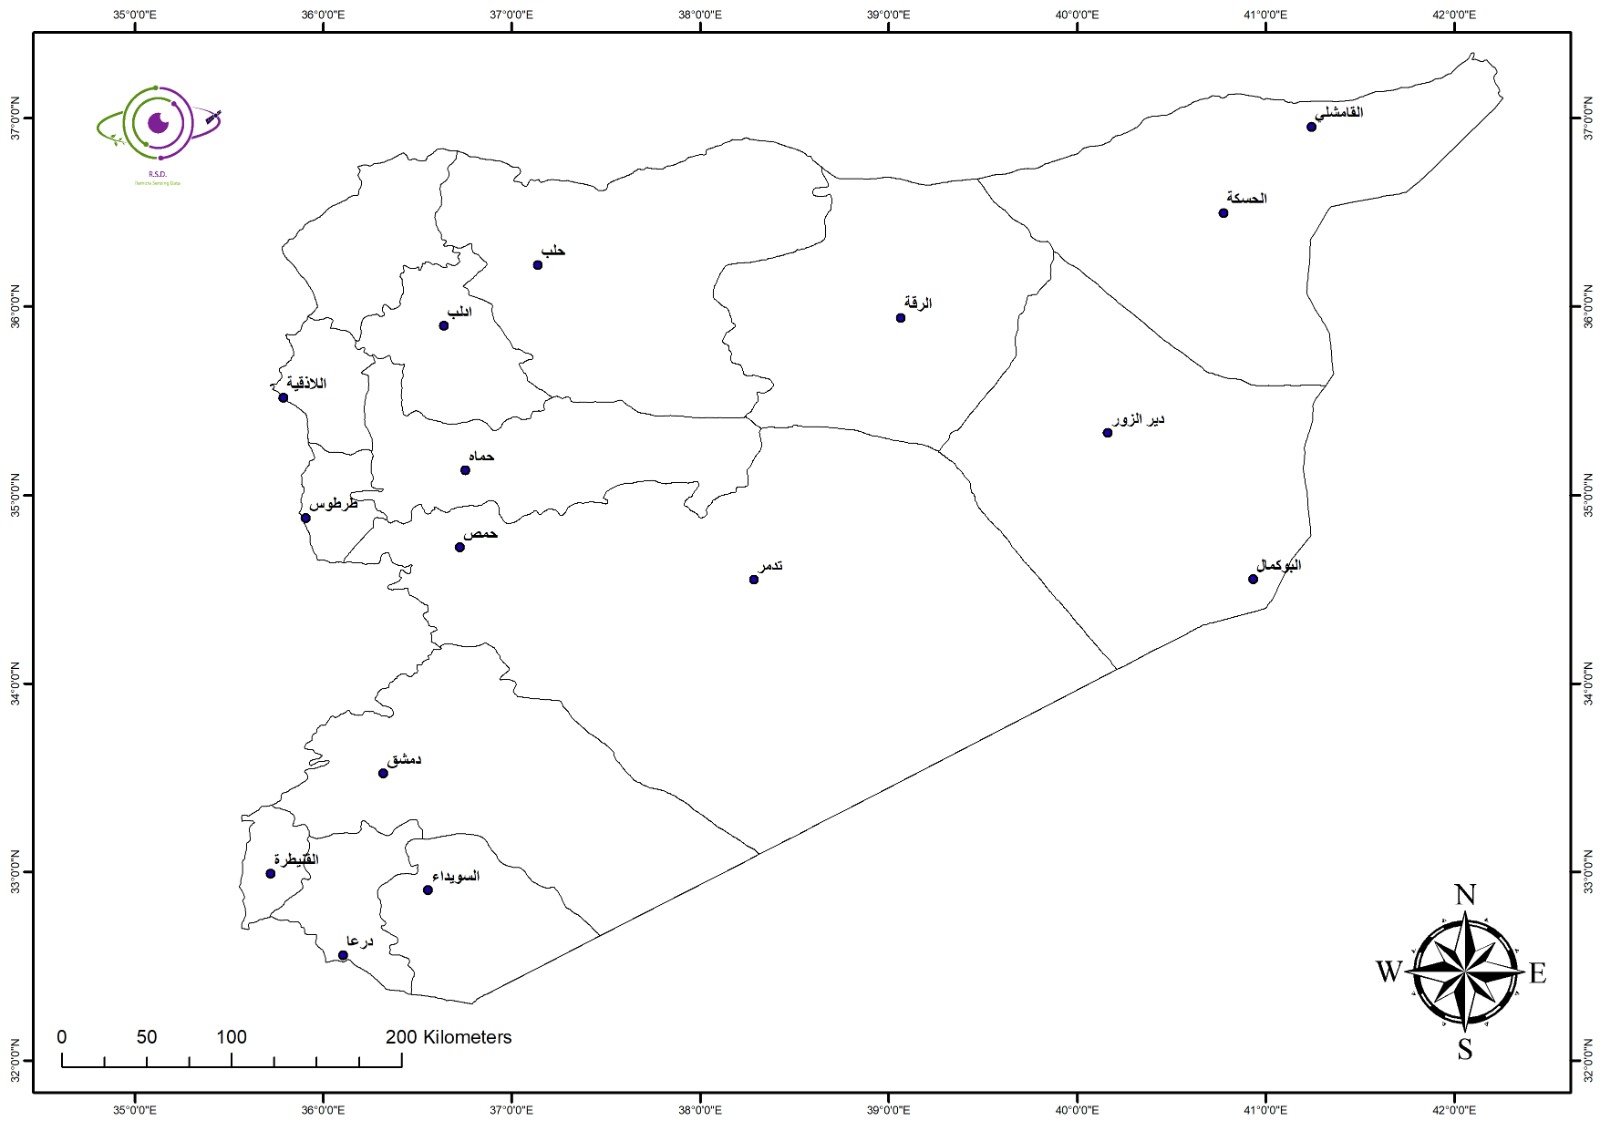 35°0'0"E 36°0'0"E 37°0'0"E 38°0'0"E 39°0'0"E 40°0'0"E 41°0'0"E 42°0'0"E
37°0'0"N 37°0'0"N
36°0'0"N 36°0'0"N
35°0'0"N 35°0'0"N
34°0'0"N 34°0'0"N
33°0'0"N 33°0'0"N
32°0'0"N 32°0'0"N
R.S.D.
Remote Sensing Data
القامشلي
الحسكة
حلب
الرقة
ادلب
اللاذقية
دير الزور
حماه
طرطوس
حمص
تدمر
البوكمال
دمشق
القنيطرة
السويداء
درعا
N
W E
S
0 50 100 200 Kilometers
35°0'0"E 36°0'0"E 37°0'0"E 38°0'0"E 39°0'0"E 40°0'0"E 41°0'0"E 42°0'0"E